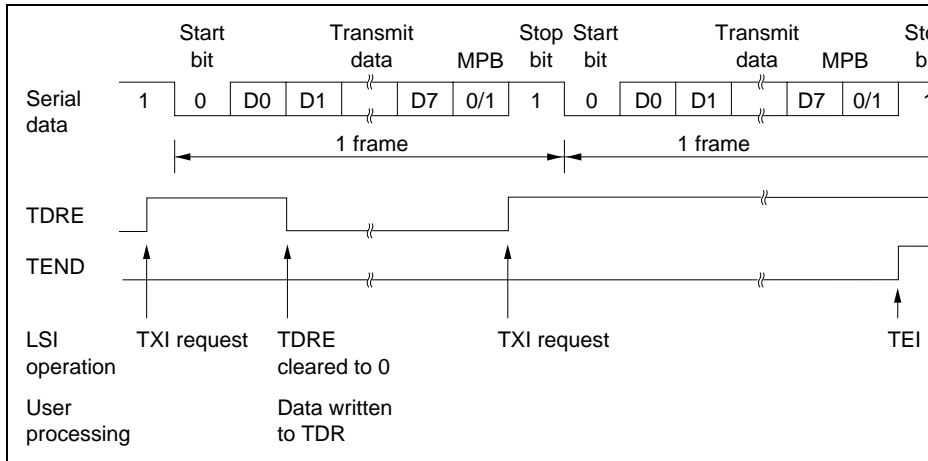 Start Transmit Stop Start Transmit
bit data MPB bit bit data MPB
Serial data 1 0 D0 D1 D7 0/1 1 0 D0 D1 D7 0/1
1 frame 1 frame
TDRE
TEND
LSI operation
TXI request
TDRE cleared to 0
TXI request
TEI
User processing
Data written to TDR